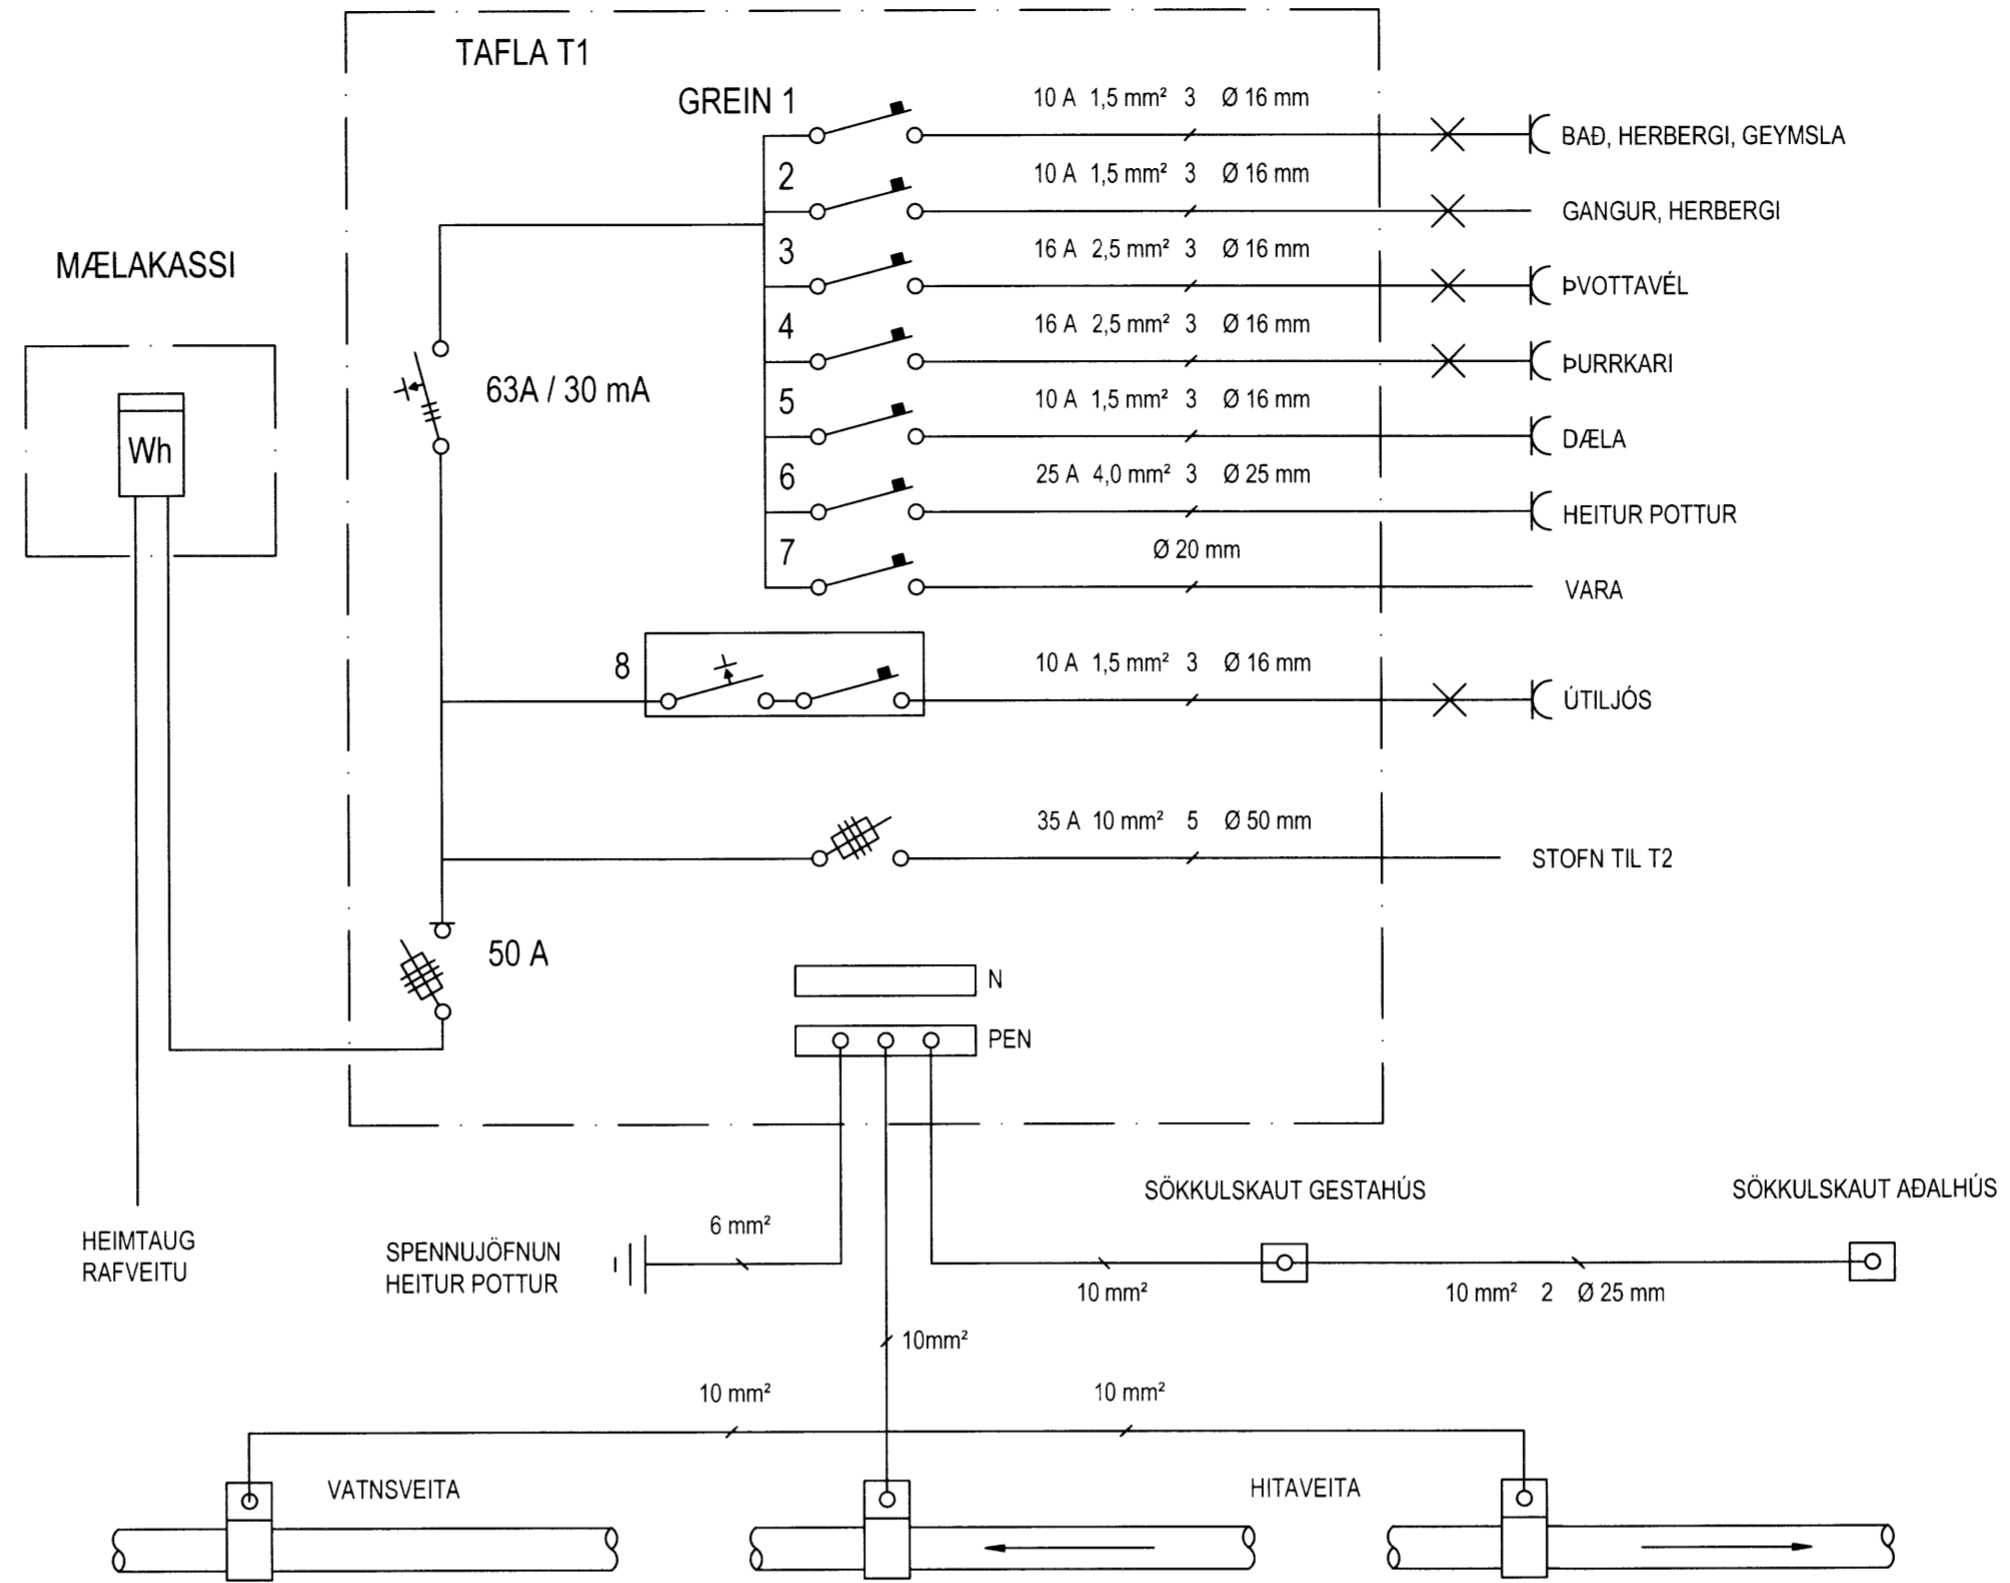 TAFLA T1
GREIN 1
10 A 1,5 mm² 3 Ø 16 mm
BAÐ, HERBERGI, GEYMSLA
2
10 A 1,5 mm² 3 Ø 16 mm
GANGUR, HERBERGI
3
16 A 2,5 mm² 3 Ø 16 mm
ÞVOTTAVÉL
4
16 A 2,5 mm² 3 Ø 16 mm
ÞURRKARI
5
10 A 1,5 mm² 3 Ø 16 mm
DÆLA
6
25 A 4,0 mm² 3 Ø 25 mm
HEITUR POTTUR
7
Ø 20 mm
VARA
MÆLAKASSI
Wh
63A / 30 mA
8
10 A 1,5 mm² 3 Ø 16 mm
ÚTILJÓS
35 A 10 mm² 5 Ø 50 mm
STOFN TIL T2
50 A
N
PEN
HEIMTAUG
RAFVEITU
SPENNUJÖFNUN
HEITUR POTTUR
6 mm²
SÖKKULSKAUT GESTAHÚS
SÖKKULSKAUT AÐALHÚS
10 mm²
10 mm² 2 Ø 25 mm
10mm²
10 mm²
10 mm²
VATNSVEITA
HITAVEITA